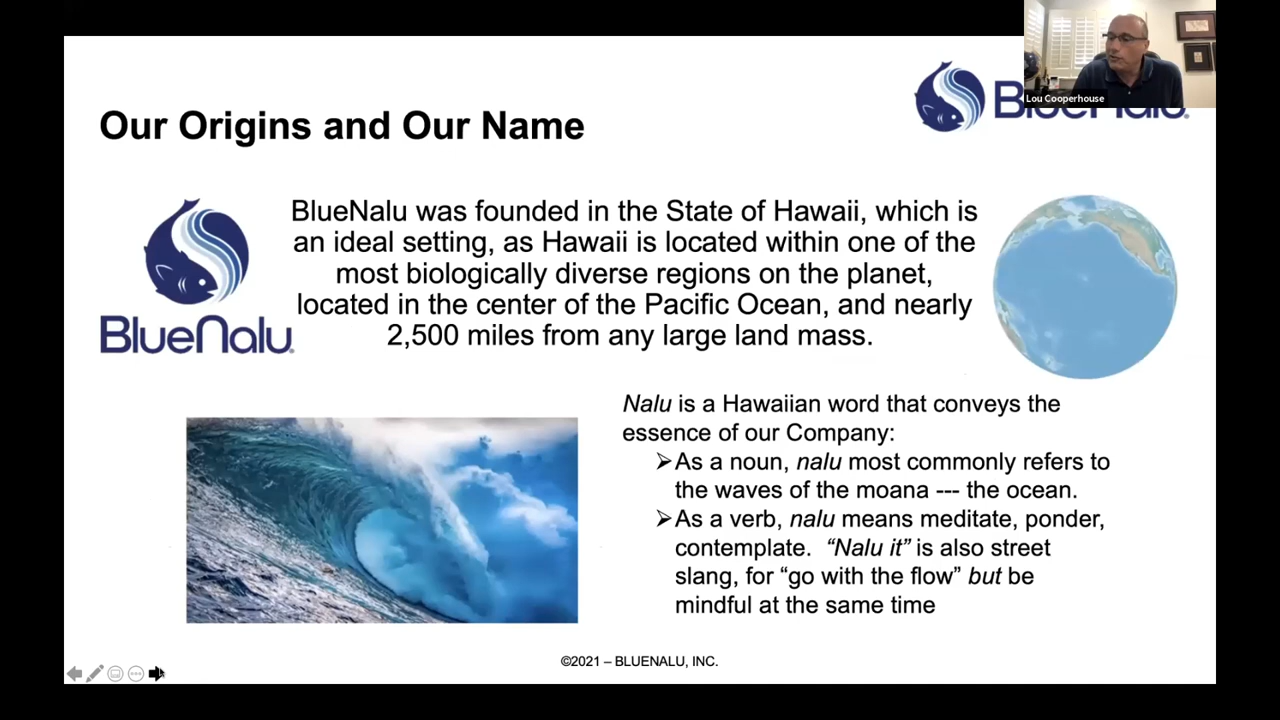 Lou Cooperhouse
BlueNalu
Our Origins and Our Name
BlueNalu was founded in the State of Hawaii, which is
an ideal setting, as Hawaii is located within one of the
most biologically diverse regions on the planet,
located in the center of the Pacific Ocean, and nearly
2,500 miles from any large land mass.
BlueNalu®
Nalu is a Hawaiian word that conveys the
essence of our Company:
➢As a noun, nalu most commonly refers to
the waves of the moana --- the ocean.
➢As a verb, nalu means meditate, ponder,
contemplate. “Nalu it” is also street
slang, for “go with the flow” but be
mindful at the same time
©2021 – BLUENALU, INC.